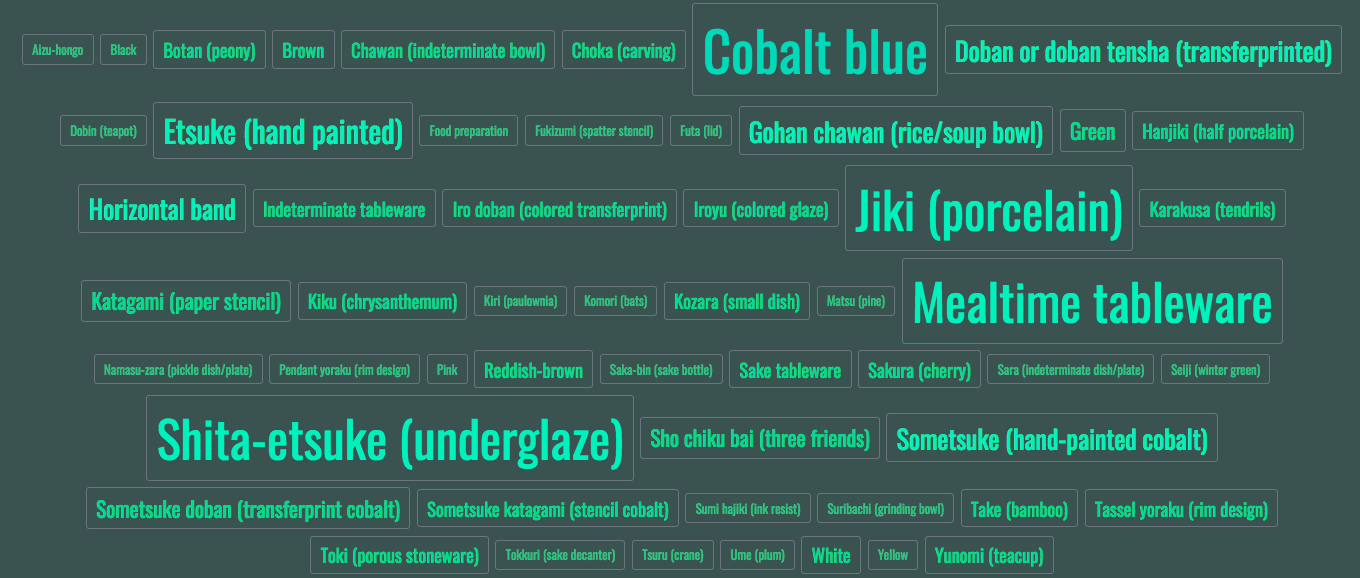 Aizu-hongo Black Botan (peony) Brown Chawan (indeterminate bowl) Choka (carving) Cobalt blue Doban or doban tensha (transferprinted)
Dobin (teapot) Etsuke (hand painted) Food preparation Fukizumi (spatter stencil) Futa (lid) Gohan chawan (rice/soup bowl) Green Hanjiki (half porcelain)
Horizontal band Indeterminate tableware Iro doban (colored transferprint) Iroyu (colored glaze) Jiki (porcelain) Karakusa (tendrils)
Katagami (paper stencil) Kiku (chrysanthemum) Kiri (paulownia) Komori (bats) Kozara (small dish) Matsu (pine) Mealtime tableware
Namasu-zara (pickle dish/plate) Pendant yoraku (rim design) Pink Reddish-brown Saka-bin (sake bottle) Sake tableware Sakura (cherry) Sara (indeterminate dish/plate) Seiji (winter green)
Shita-etsuke (underglaze) Sho chiku bai (three friends) Sometsuke (hand-painted cobalt)
Sometsuke doban (transferprint cobalt) Sometsuke katagami (stencil cobalt) Sumi hajiki (ink resist) Suribachi (grinding bowl) Take (bamboo) Tassel yoraku (rim design)
Toki (porous stoneware) Tokkuri (sake decanter) Tsuru (crane) Ume (plum) White Yellow Yunomi (teacup)